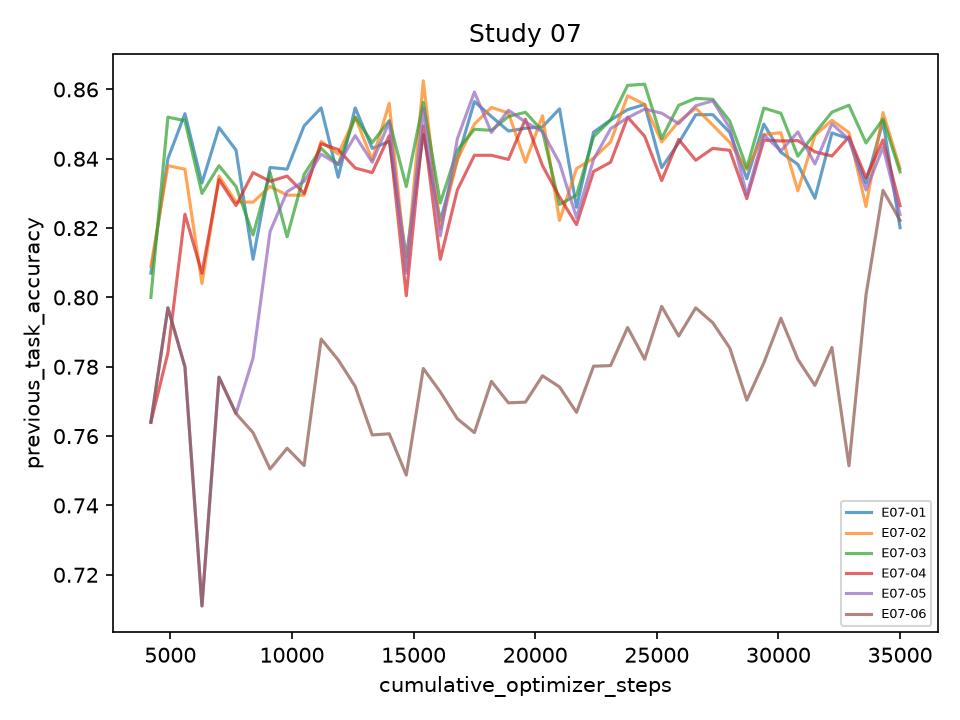 Study 07
previous_task_accuracy
0.86
0.84
0.82
0.80
0.78
0.76
0.74
0.72
E07-01
E07-02
E07-03
E07-04
E07-05
E07-06
5000 10000 15000 20000 25000 30000 35000
cumulative_optimizer_steps